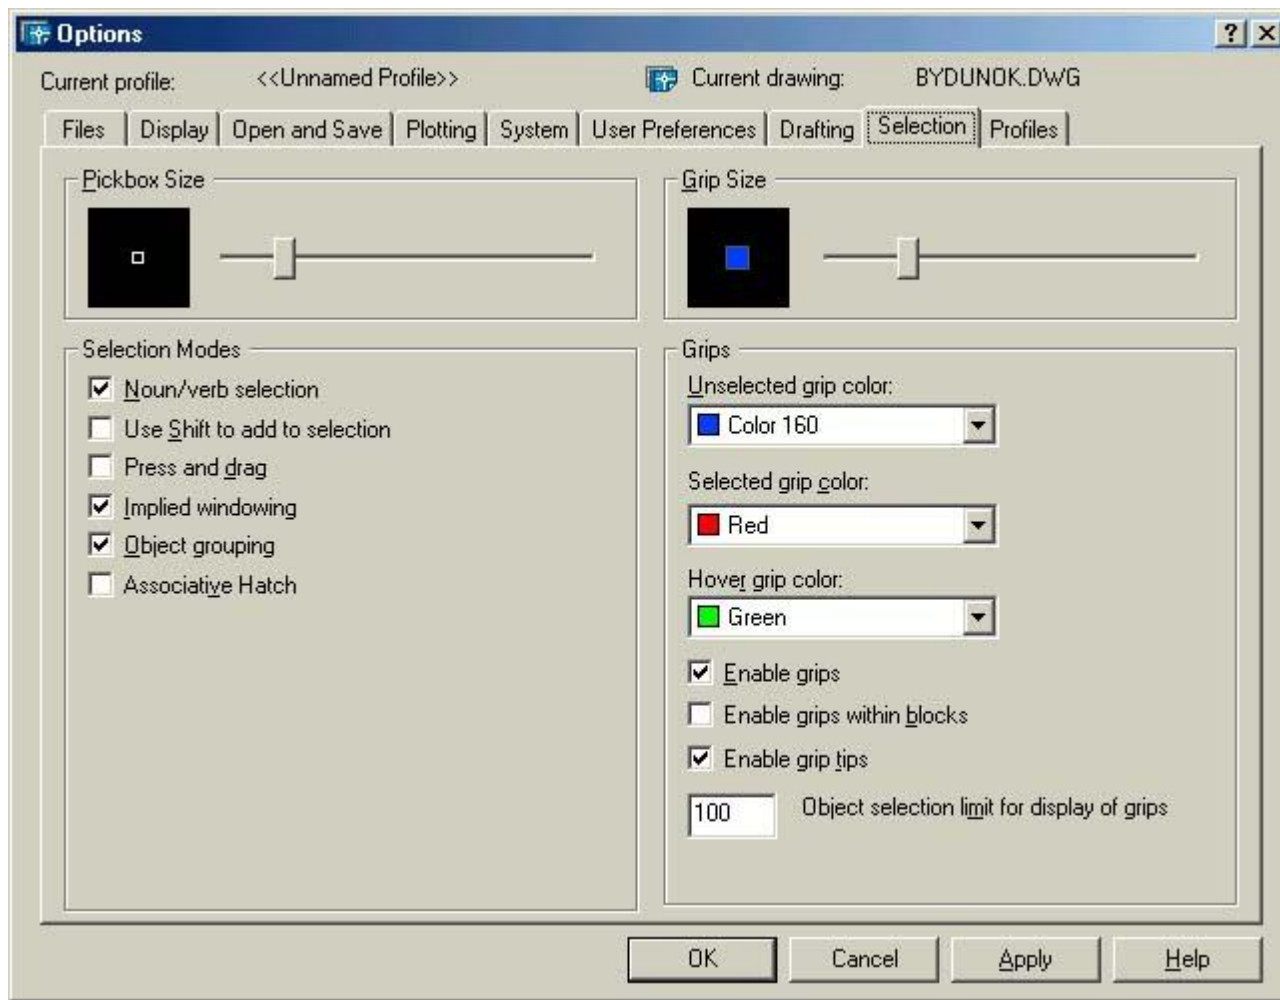 Options
Current profile: <<Unnamed Profile>> Current drawing: BYDUNOK.DWG
Files Display Open and Save Plotting System User Preferences Drafting Selection Profiles
Pickbox Size
Grip Size
Selection Modes
Noun/verb selection
Use Shift to add to selection
Press and drag
Implied windowing
Object grouping
Associative Hatch
Grips
Unselected grip color:
Color 160
Selected grip color:
Red
Hover grip color:
Green
Enable grips
Enable grips within blocks
Enable grip tips
100 Object selection limit for display of grips
OK Cancel Apply Help